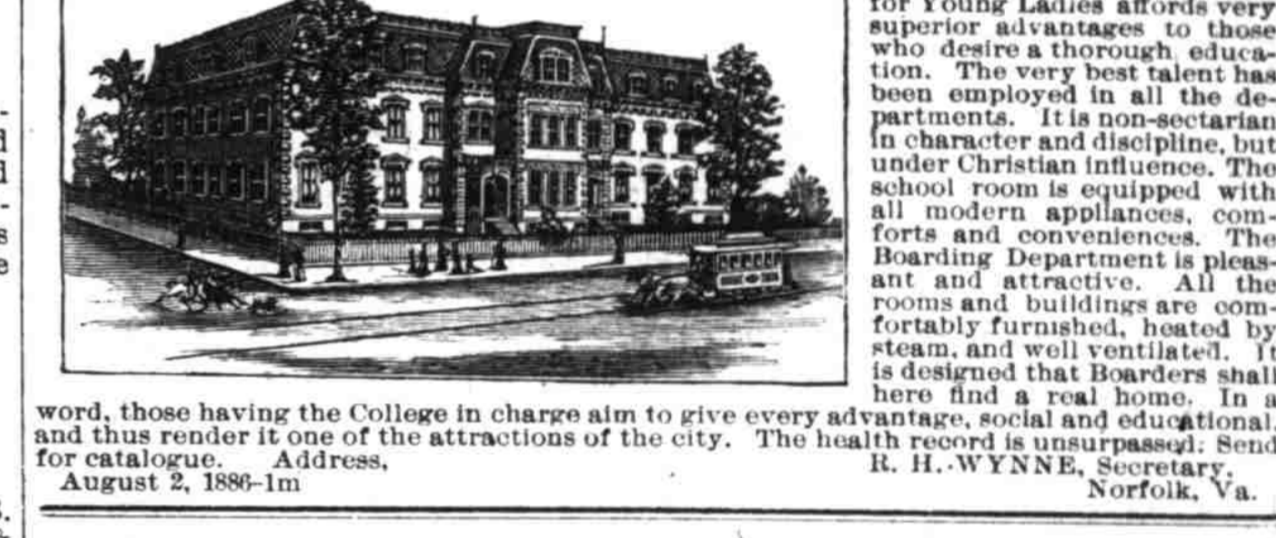 for Young Ladies affords very
superior advantages to those
who desire a thorough educa-
tion. The very best talent has
been employed in all the de-
partments. It is non-sectarian
in character and discipline, but
under Christian influence. The
school room is equipped with
all modern appliances, com-
forts and conveniences. The
Boarding Department is pleas-
ant and attractive. All the
rooms and buildings are com-
fortably furnished, heated by
steam, and well ventilated. It
is designed that Boarders shall
here find a real home. In a
word, those having the College in charge aim to give every advantage, social and educational,
and thus render it one of the attractions of the city. The health record is unsurpassed. Send
for catalogue. Address,
R. H. WYNNE, Secretary,
August 2, 1886-1m
Norfolk, Va.